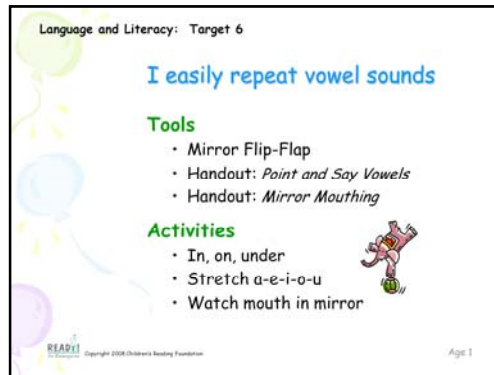 Language and Literacy: Target 6
I easily repeat vowel sounds
Tools
• Mirror Flip-Flap
• Handout: Point and Say Vowels
• Handout: Mirror Mouthing
Activities
• In, on, under
• Stretch a-e-i-o-u
• Watch mouth in mirror
READY!
Copyright 2008 Children's Reading Foundation
Age 1